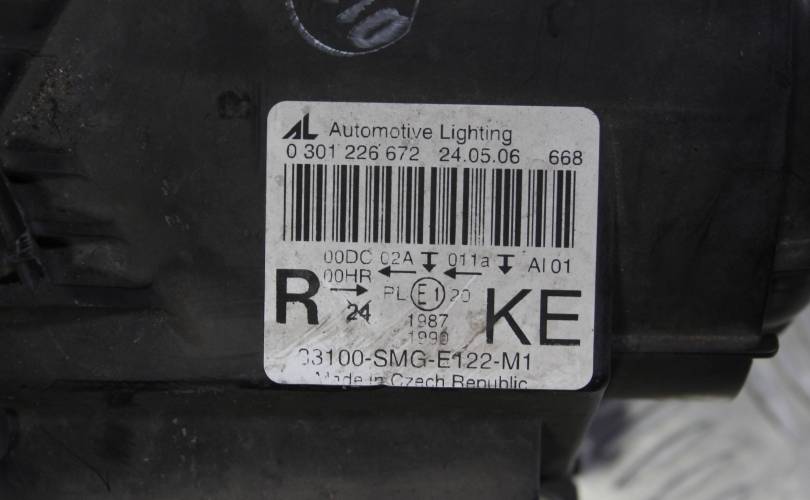 AL Automotive Lighting
0 301 226 672 24.05.06 668
00DC 02A 011a AI 01
00HR
R 24 PL E1 20 KE
1987
1990
33100-SMG-E122-M1
Made in Czech Republic